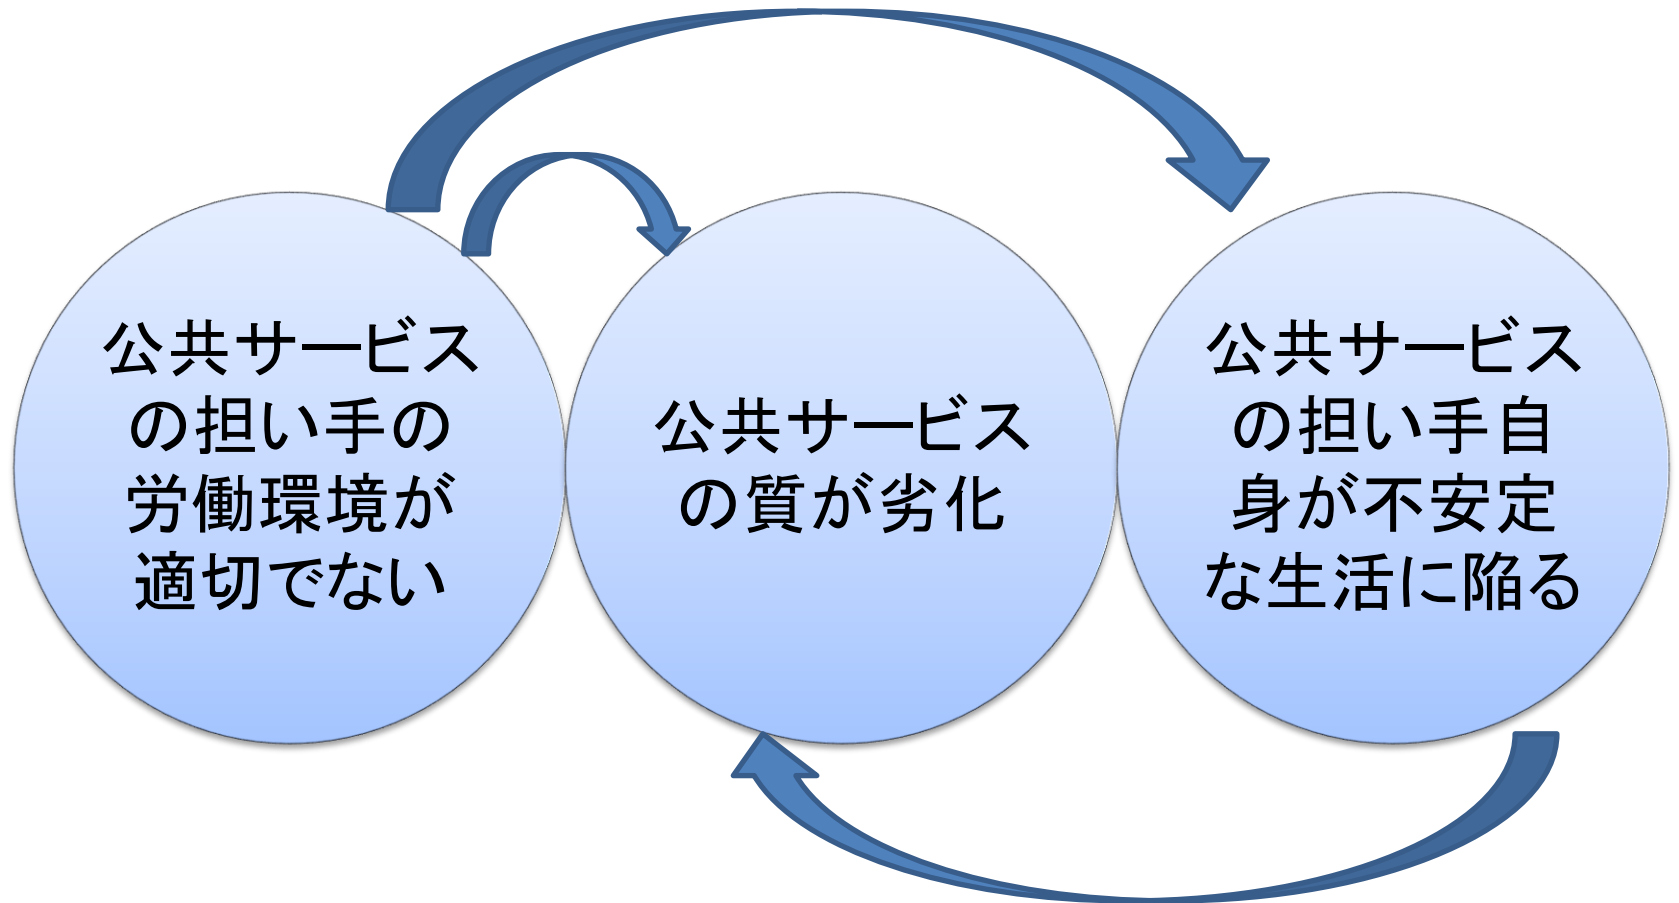 公共サービス
の担い手の
労働環境が
適切でない
公共サービス
の質が劣化
公共サービス
の担い手自
身が不安定
な生活に陥る